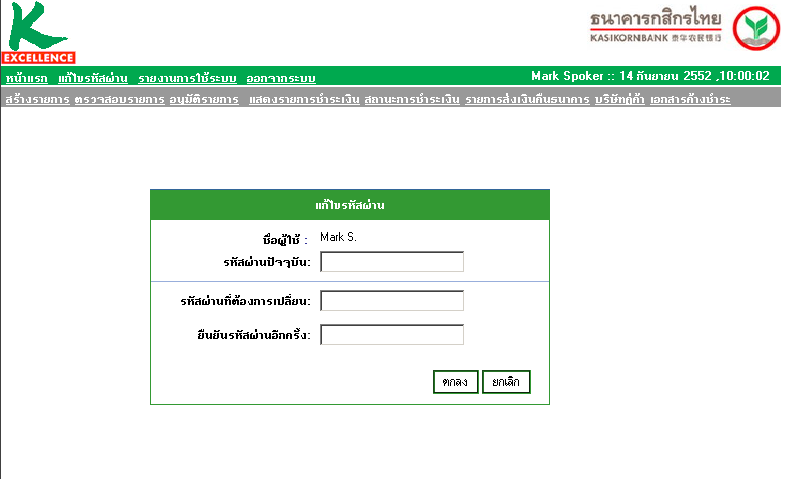 K
EXCELLENCE
ธนาคารกสิกรไทย
KASIKORNBANK 泰华农民银行
หน้าแรก แก้ไขรหัสผ่าน รายงานการใช้ระบบ ออกจากระบบ
Mark Spoker :: 14 กันยายน 2552 ,10:00:02
สร้างรายการ ตรวจสอบรายการ อนุมัติรายการ แสดงรายการชำระเงิน สถานะการชำระเงิน รายการส่งเงินคืนธนาคาร บริษัทคู่ค้า เอกสารค้างชำระ
แก้ไขรหัสผ่าน
ชื่อผู้ใช้ : Mark S.
รหัสผ่านปัจจุบัน:
รหัสผ่านที่ต้องการเปลี่ยน:
ยืนยันรหัสผ่านอีกครั้ง:
ตกลง ยกเลิก